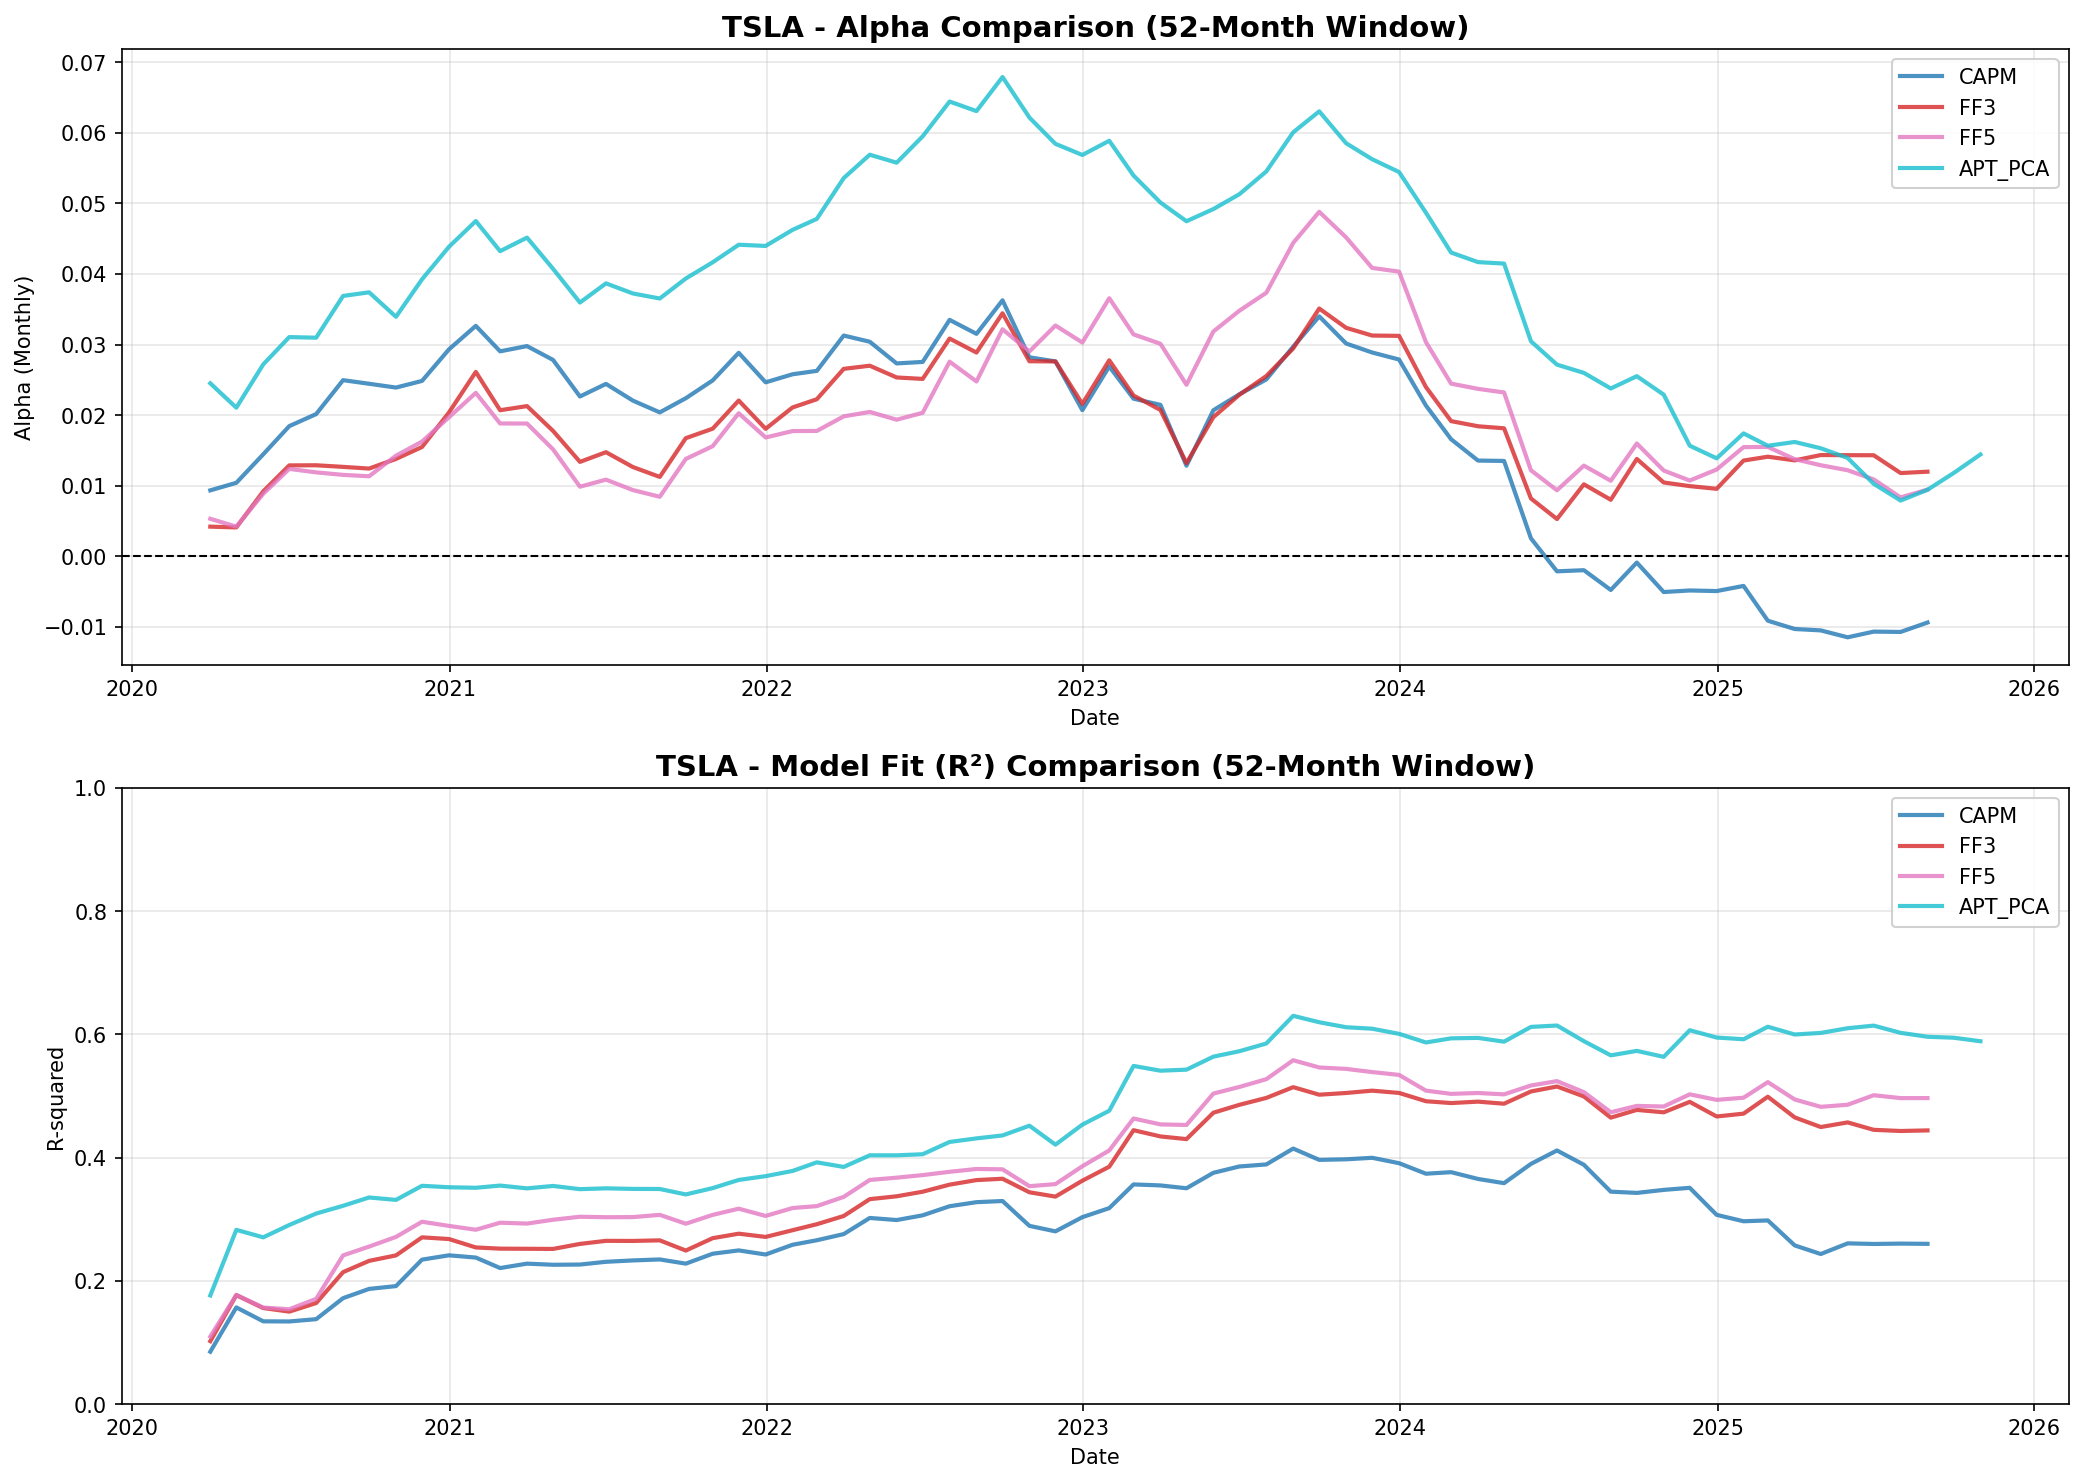 TSLA - Alpha Comparison (52-Month Window)
Alpha (Monthly)
0.07
0.06
0.05
0.04
0.03
0.02
0.01
0.00
−0.01
CAPM
FF3
FF5
APT_PCA
2020 2021 2022 2023 2024 2025 2026
Date
TSLA - Model Fit (R²) Comparison (52-Month Window)
R-squared
1.0
0.8
0.6
0.4
0.2
0.0
CAPM
FF3
FF5
APT_PCA
2020 2021 2022 2023 2024 2025 2026
Date